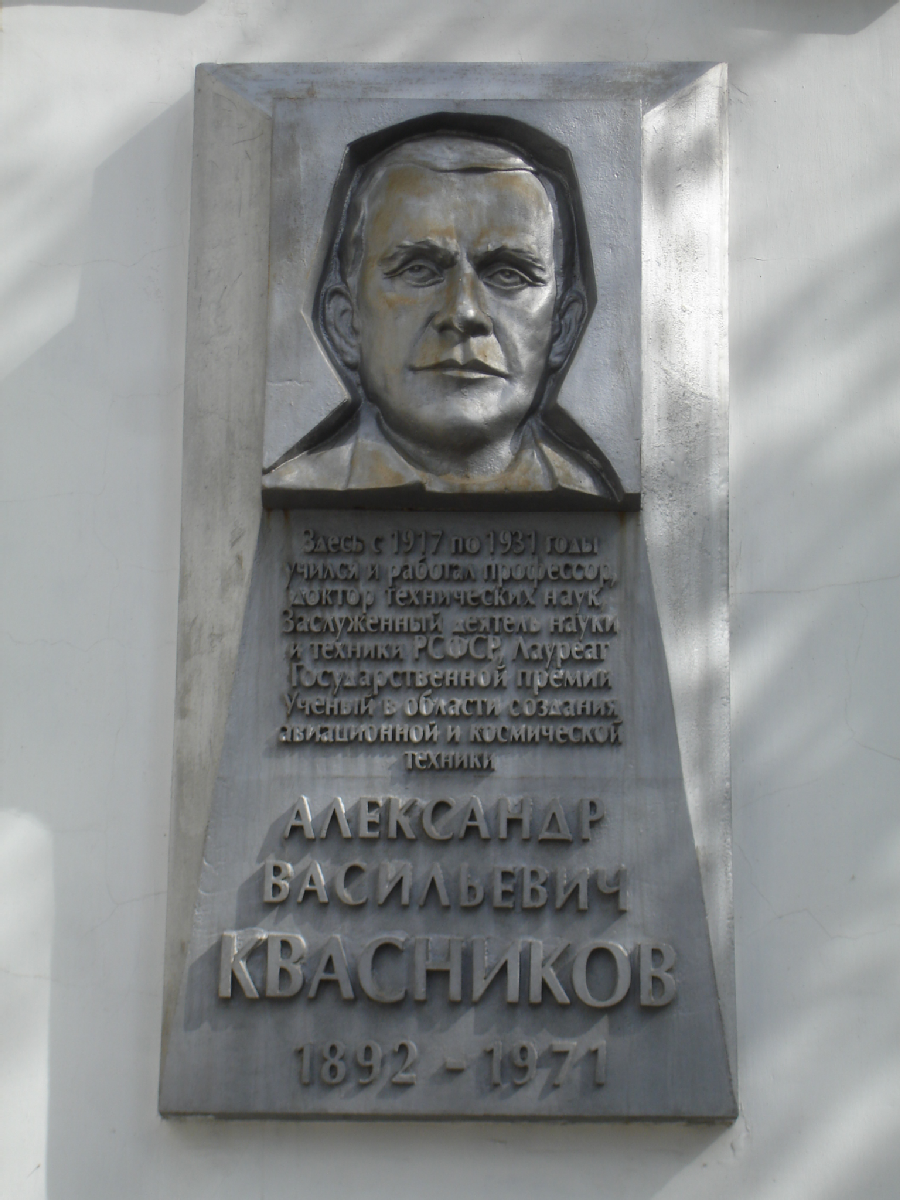 Здесь с 1917 по 1931 годы
учился и работал профессор,
доктор технических наук,
Заслуженный деятель науки
и техники РСФСР, Лауреат
Государственной премии
Учёный в области создания
авиационной и космической
техники
АЛЕКСАНДР
ВАСИЛЬЕВИЧ
КВАСНИКОВ
1892 - 1971